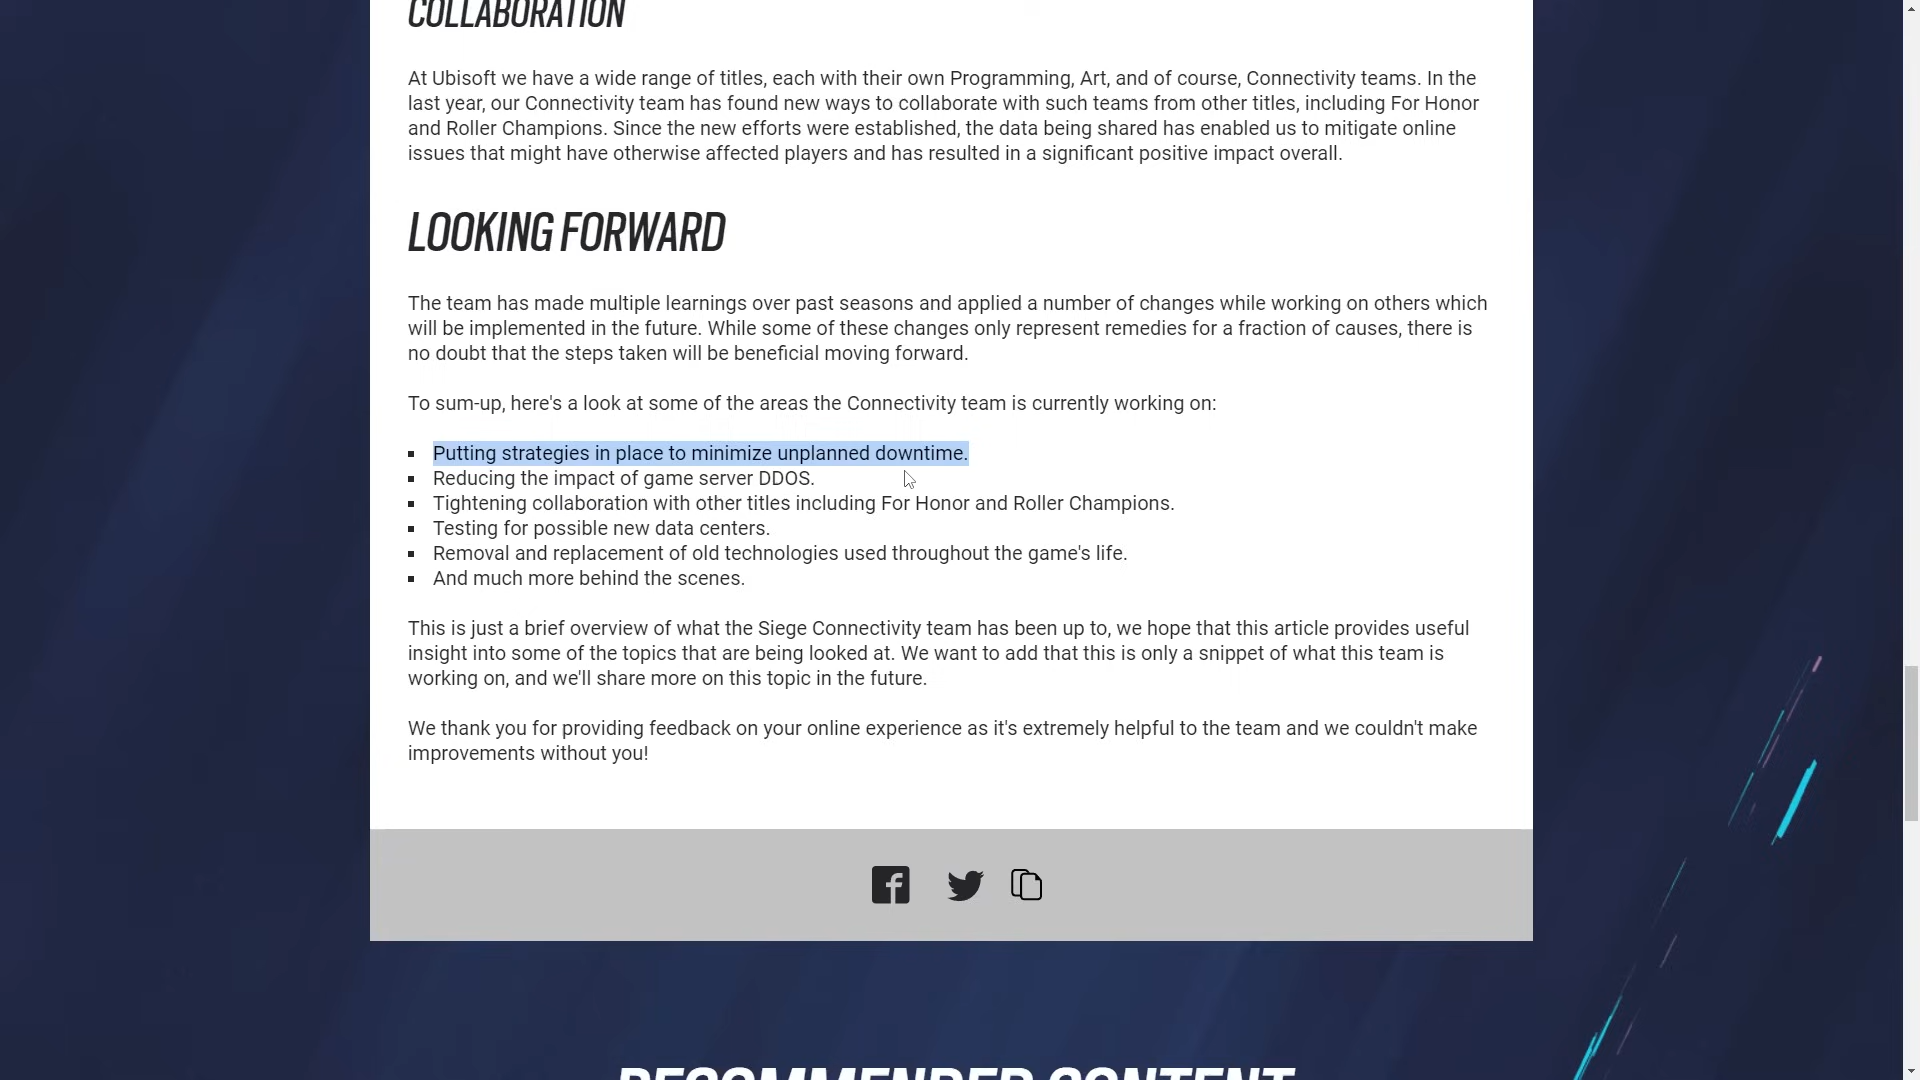 COLLABORATION
At Ubisoft we have a wide range of titles, each with their own Programming, Art, and of course, Connectivity teams. In the
last year, our Connectivity team has found new ways to collaborate with such teams from other titles, including For Honor
and Roller Champions. Since the new efforts were established, the data being shared has enabled us to mitigate online
issues that might have otherwise affected players and has resulted in a significant positive impact overall.
LOOKING FORWARD
The team has made multiple learnings over past seasons and applied a number of changes while working on others which
will be implemented in the future. While some of these changes only represent remedies for a fraction of causes, there is
no doubt that the steps taken will be beneficial moving forward.
To sum-up, here's a look at some of the areas the Connectivity team is currently working on:
▪ Putting strategies in place to minimize unplanned downtime.
▪ Reducing the impact of game server DDOS.
▪ Tightening collaboration with other titles including For Honor and Roller Champions.
▪ Testing for possible new data centers.
▪ Removal and replacement of old technologies used throughout the game's life.
▪ And much more behind the scenes.
This is just a brief overview of what the Siege Connectivity team has been up to, we hope that this article provides useful
insight into some of the topics that are being looked at. We want to add that this is only a snippet of what this team is
working on, and we'll share more on this topic in the future.
We thank you for providing feedback on your online experience as it's extremely helpful to the team and we couldn't make
improvements without you!
RECOMMENDED CONTENT